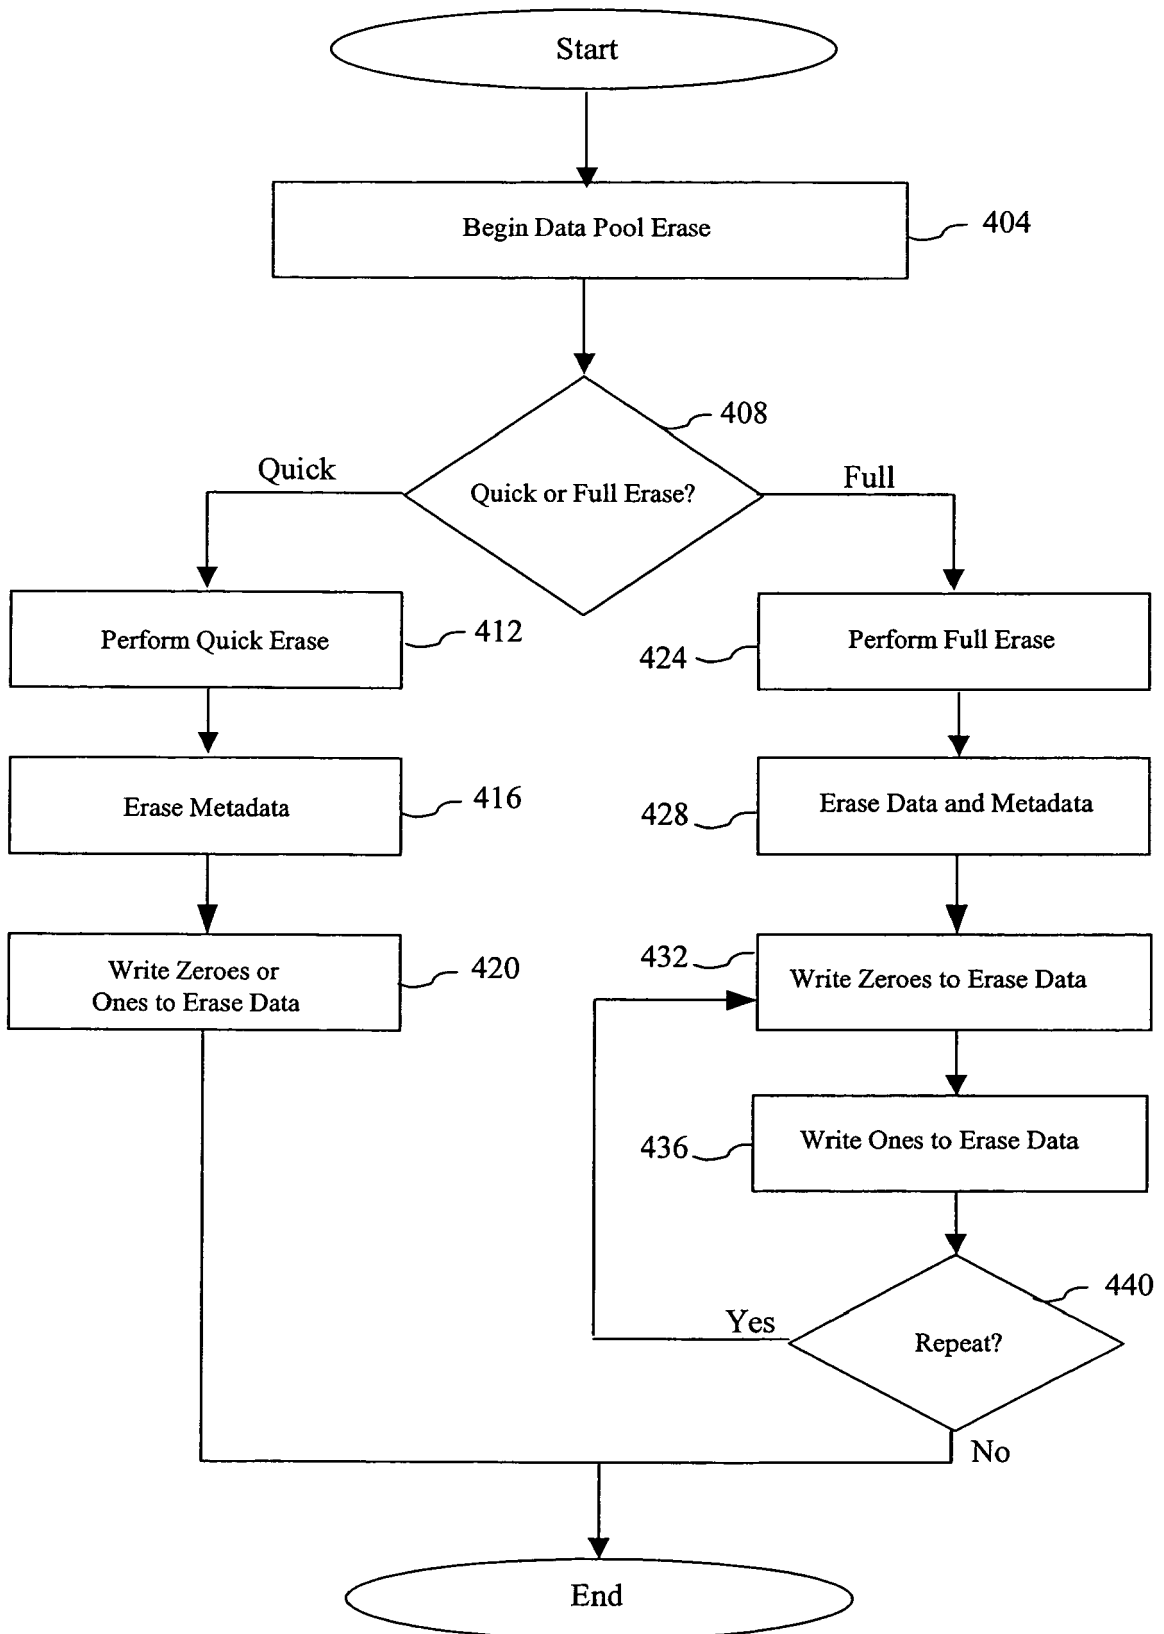 Start
Begin Data Pool Erase
404
408
Quick
Quick or Full Erase?
Full
Perform Quick Erase
412
424
Perform Full Erase
Erase Metadata
416
428
Erase Data and Metadata
Write Zeroes or
Ones to Erase Data
420
432
Write Zeroes to Erase Data
436
Write Ones to Erase Data
440
Yes
Repeat?
No
End